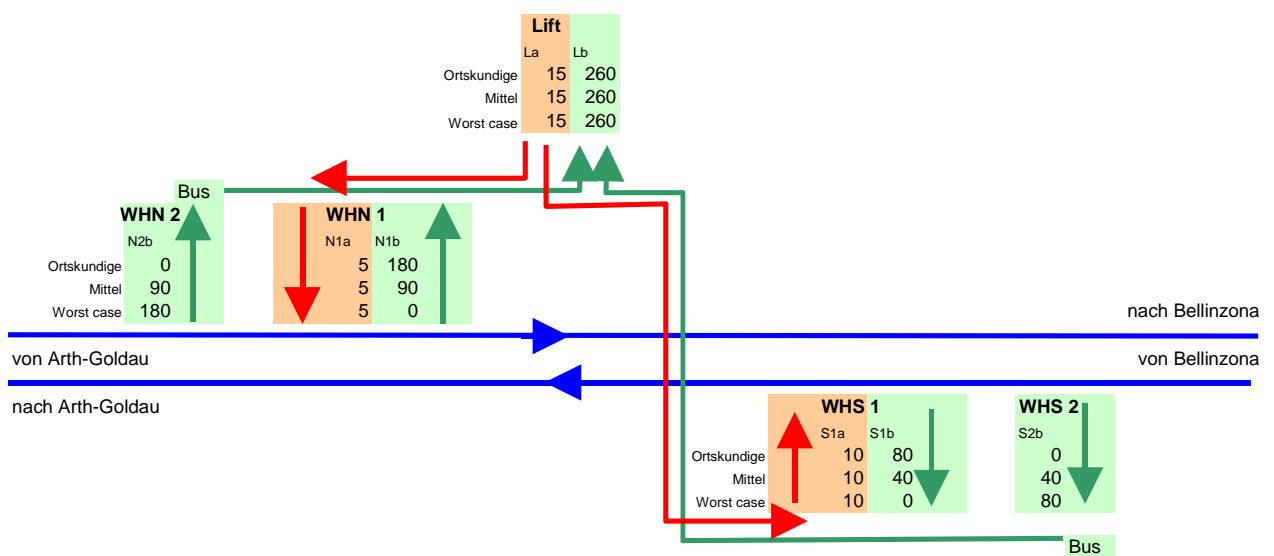 Lift
La Lb
Ortskundige 15 260
Mittel 15 260
Worst case 15 260
Bus
WHN 2 WHN 1
N2b N1a N1b
Ortskundige 0 5 180
Mittel 90 5 90
Worst case 180 5 0
nach Bellinzona
von Arth-Goldau von Bellinzona
nach Arth-Goldau
WHS 1 WHS 2
S1a S1b S2b
Ortskundige 10 80 0
Mittel 10 40 40
Worst case 10 0 80
Bus